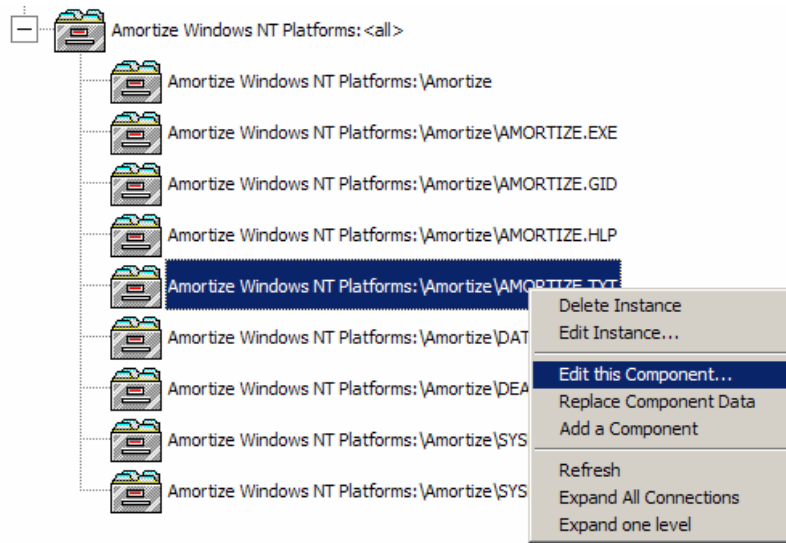 Amortize Windows NT Platforms:<all>
Amortize Windows NT Platforms:\Amortize
Amortize Windows NT Platforms:\Amortize\AMORTIZE.EXE
Amortize Windows NT Platforms:\Amortize\AMORTIZE.GID
Amortize Windows NT Platforms:\Amortize\AMORTIZE.HLP
Amortize Windows NT Platforms:\Amortize\AMORTIZE.TXT
Amortize Windows NT Platforms:\Amortize\DAT
Amortize Windows NT Platforms:\Amortize\DEA
Amortize Windows NT Platforms:\Amortize\SYS
Amortize Windows NT Platforms:\Amortize\SYS
Delete Instance
Edit Instance...
Edit this Component...
Replace Component Data
Add a Component
Refresh
Expand All Connections
Expand one level